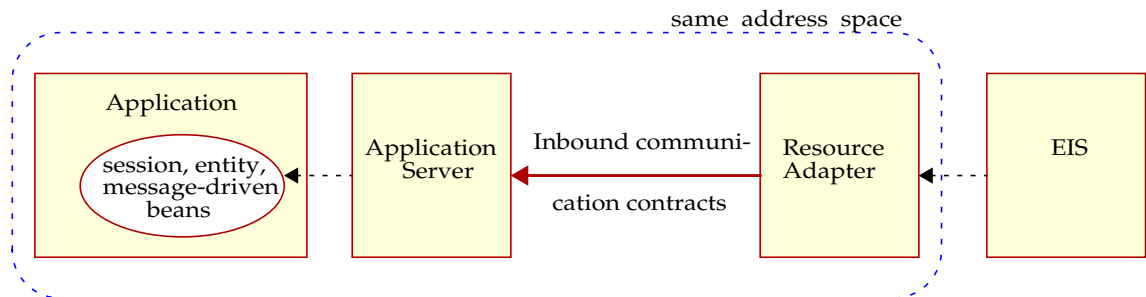 same address space
Application
session, entity,
message-driven
beans
Application
Server
Inbound communi-
cation contracts
Resource
Adapter
EIS